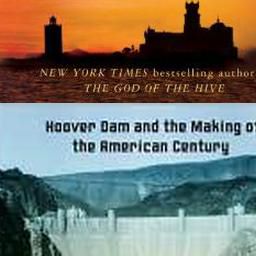 NEW YORK TIMES bestselling author
THE GOD OF THE HIVE
Hoover Dam and the Making of
the American Century